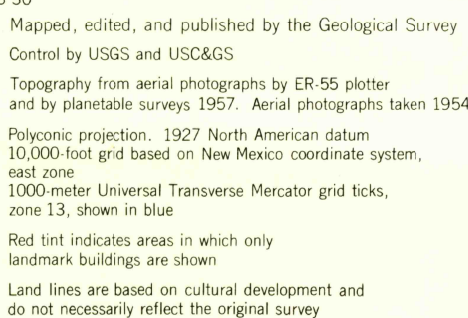 Mapped, edited, and published by the Geological Survey
Control by USGS and USC&GS
Topography from aerial photographs by ER-55 plotter
and by planetable surveys 1957. Aerial photographs taken 1954
Polyconic projection. 1927 North American datum
10,000-foot grid based on New Mexico coordinate system,
east zone
1000-meter Universal Transverse Mercator grid ticks,
zone 13, shown in blue
Red tint indicates areas in which only
landmark buildings are shown
Land lines are based on cultural development and
do not necessarily reflect the original survey